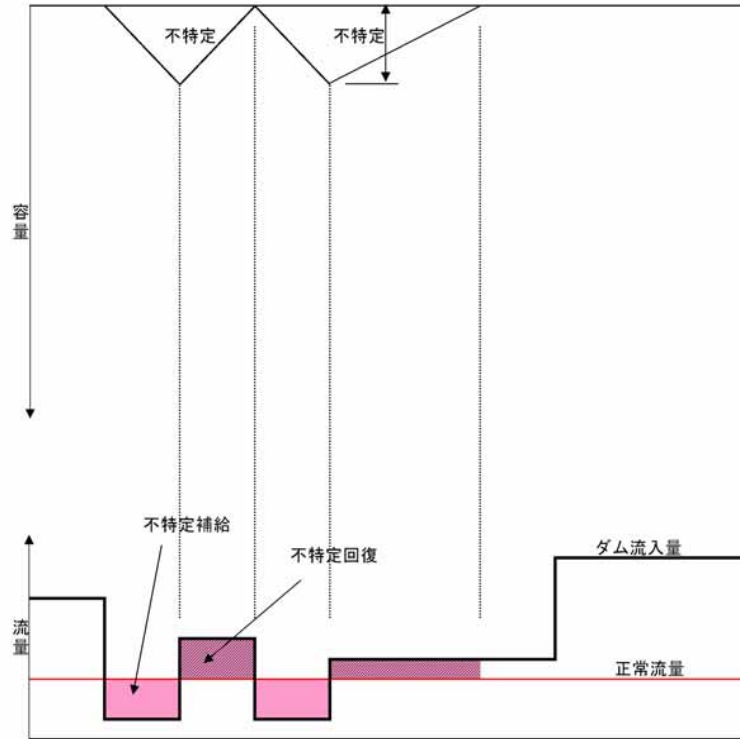 不特定
不特定
容量
不特定補給
不特定回復
ダム流入量
流量
正常流量